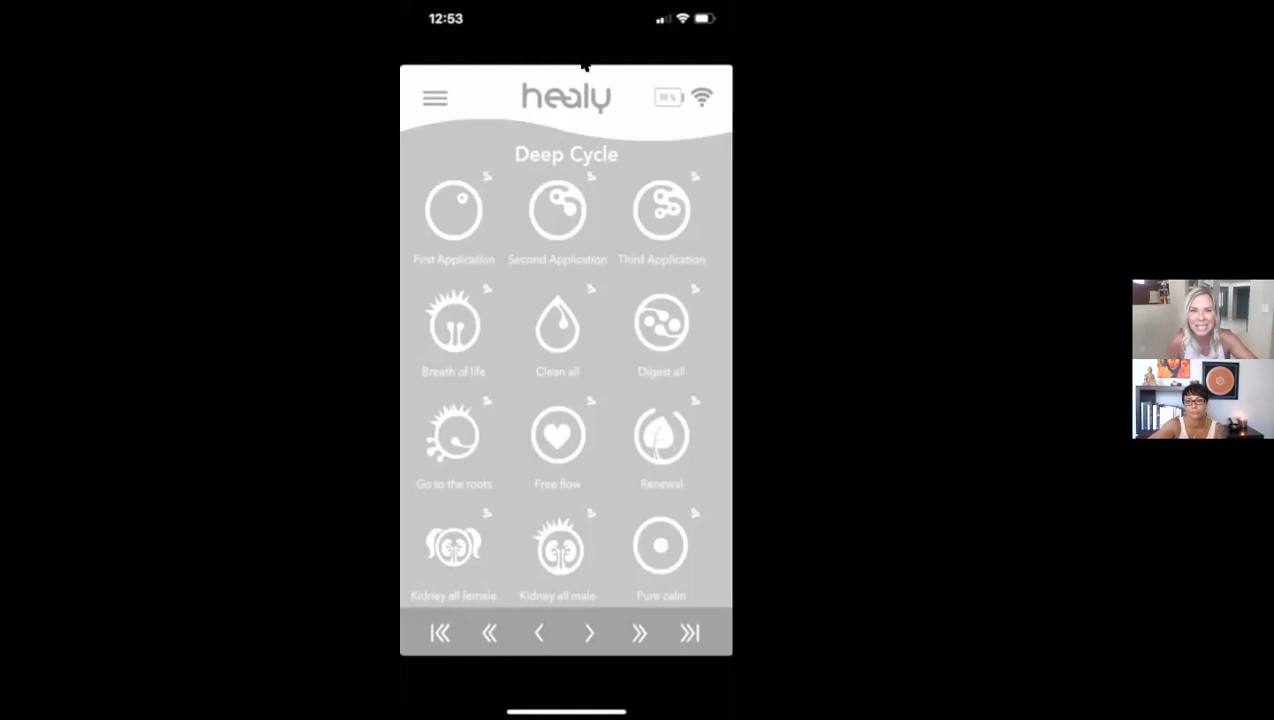 12:53
healy
99 %
Deep Cycle
First Application Second Application Third Application
Breath of life Clean all Digest all
Go to the roots Free flow Renewal
Kidney all female Kidney all male Pure calm